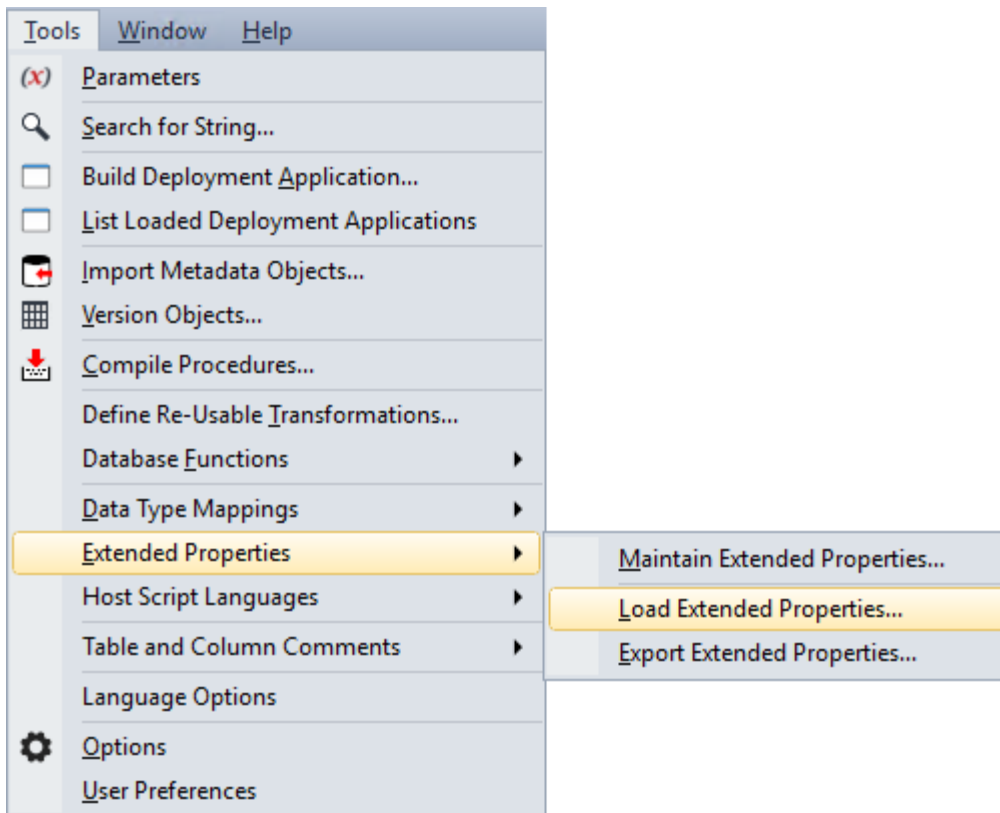 Tools Window Help
(x) Parameters
Search for String...
Build Deployment Application...
List Loaded Deployment Applications
Import Metadata Objects...
Version Objects...
Compile Procedures...
Define Re-Usable Transformations...
Database Functions
Data Type Mappings
Extended Properties
Host Script Languages
Table and Column Comments
Language Options
Options
User Preferences
Maintain Extended Properties...
Load Extended Properties...
Export Extended Properties...